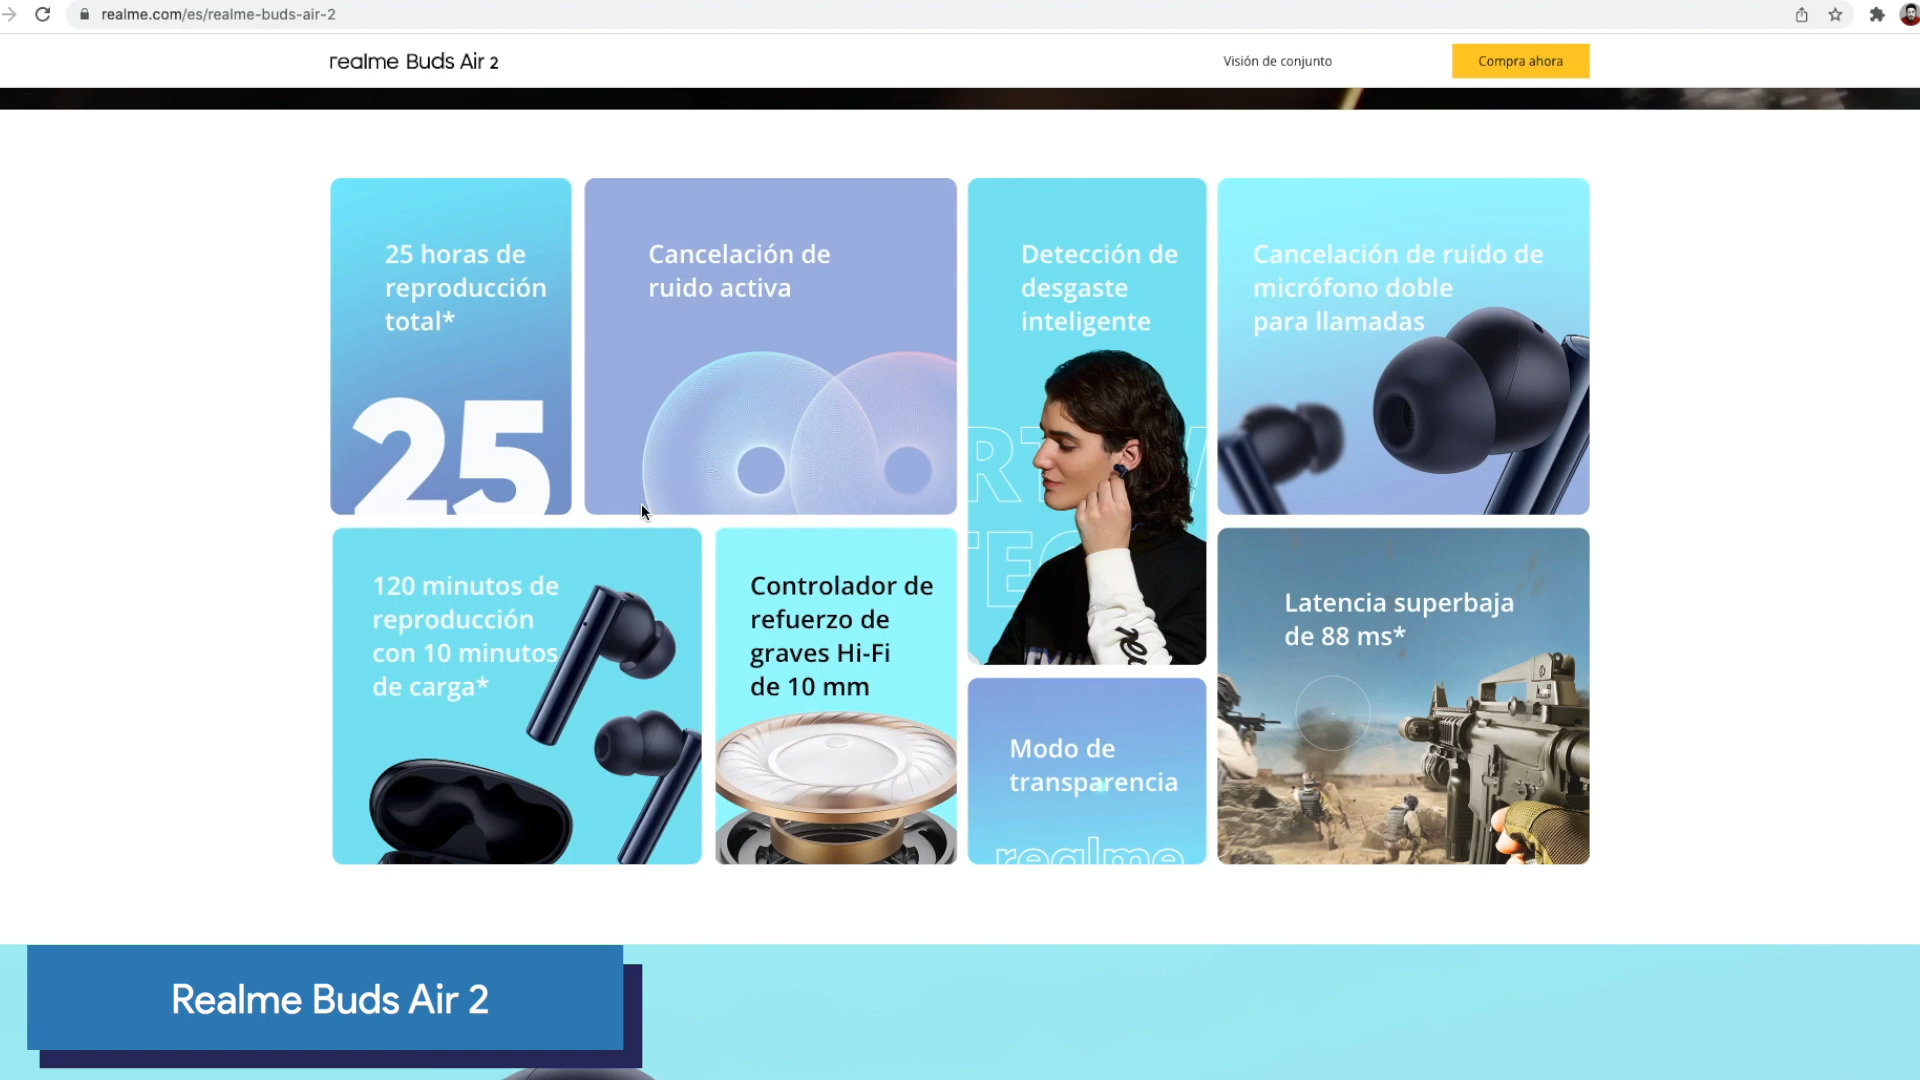 realme.com/es/realme-buds-air-2
realme Buds Air 2
Visión de conjunto
Compra ahora
25 horas de
reproducción
total*
25
Cancelación de
ruido activa
Detección de
desgaste
inteligente
Cancelación de ruido de
micrófono doble
para llamadas
120 minutos de
reproducción
con 10 minutos
de carga*
Controlador de
refuerzo de
graves Hi-Fi
de 10 mm
Modo de
transparencia
realme
Latencia superbaja
de 88 ms*
Realme Buds Air 2